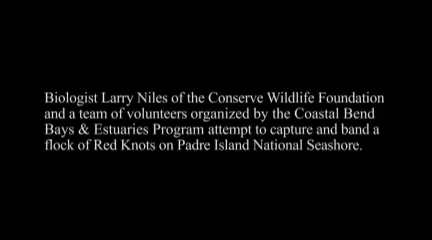 Biologist Larry Niles of the Conserve Wildlife Foundation
and a team of volunteers organized by the Coastal Bend
Bays & Estuaries Program attempt to capture and band a
flock of Red Knots on Padre Island National Seashore.